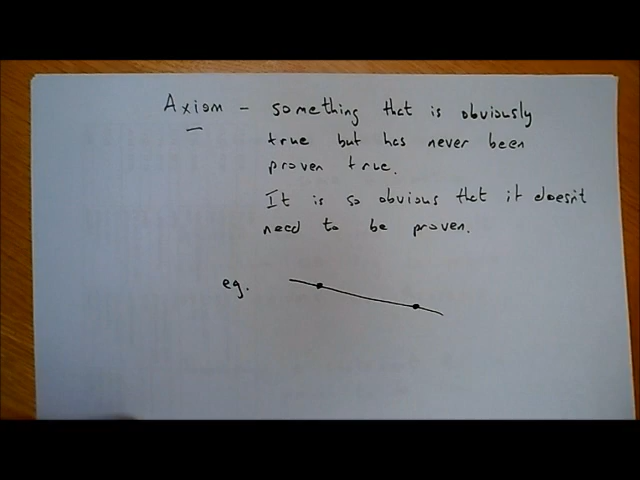 Axiom - something that is obviously
true but has never been
proven true.
It is so obvious that it doesn't
need to be proven.
eg.